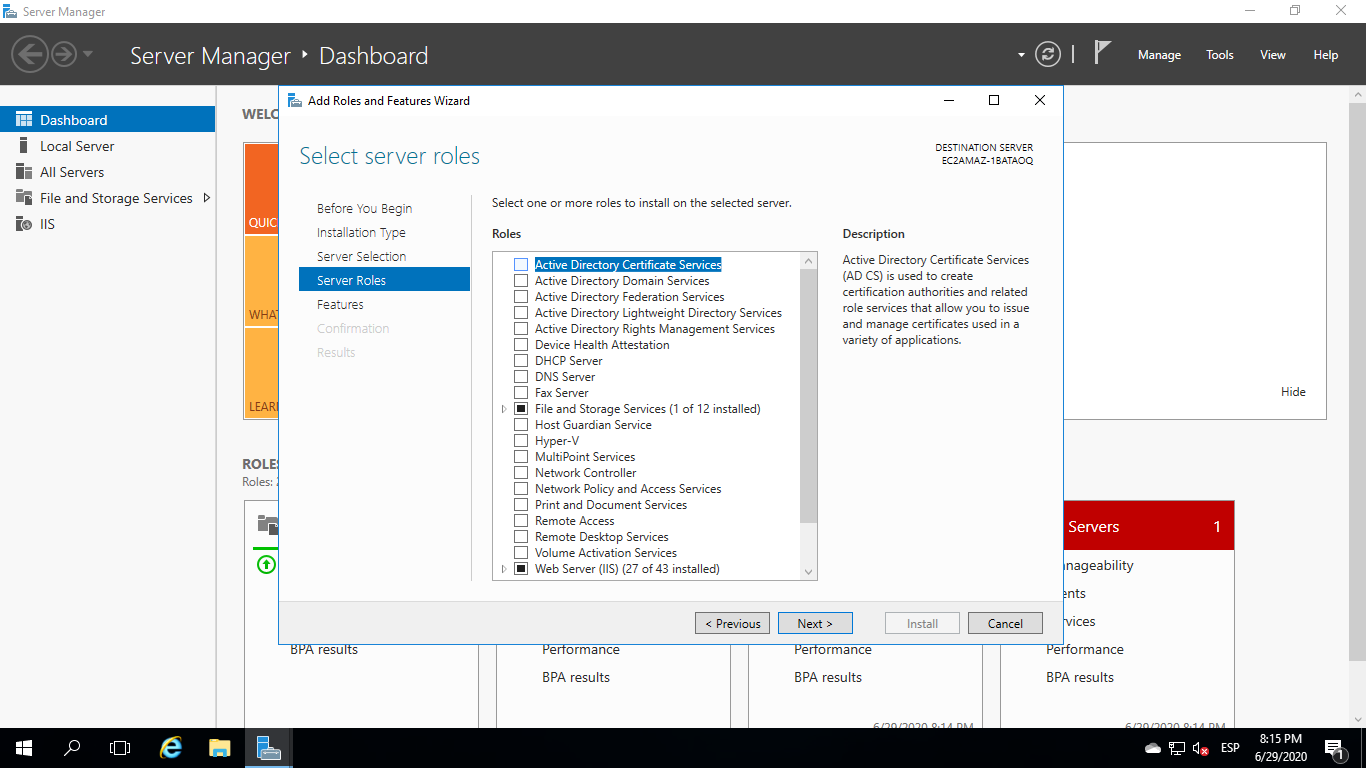 Server Manager
Server Manager
Dashboard
Manage
Tools
View
Help
Dashboard
Local Server
All Servers
File and Storage Services
IIS
WELC
QUIC
WHAT
LEARN
Hide
ROLES
Roles: 2
Add Roles and Features Wizard
Select server roles
DESTINATION SERVER
EC2AMAZ-1BATAOQ
Before You Begin
Installation Type
Server Selection
Server Roles
Features
Confirmation
Results
Select one or more roles to install on the selected server.
Roles
Active Directory Certificate Services
Active Directory Domain Services
Active Directory Federation Services
Active Directory Lightweight Directory Services
Active Directory Rights Management Services
Device Health Attestation
DHCP Server
DNS Server
Fax Server
File and Storage Services (1 of 12 installed)
Host Guardian Service
Hyper-V
MultiPoint Services
Network Controller
Network Policy and Access Services
Print and Document Services
Remote Access
Remote Desktop Services
Volume Activation Services
Web Server (IIS) (27 of 43 installed)
Description
Active Directory Certificate Services
(AD CS) is used to create
certification authorities and related
role services that allow you to issue
and manage certificates used in a
variety of applications.
< Previous
Next >
Install
Cancel
Servers
1
nageability
ents
rvices
BPA results
Performance
BPA results
Performance
BPA results
6/29/2020 8:14 PM
Performance
BPA results
6/29/2020 8:14 PM
ESP
8:15 PM
6/29/2020
1